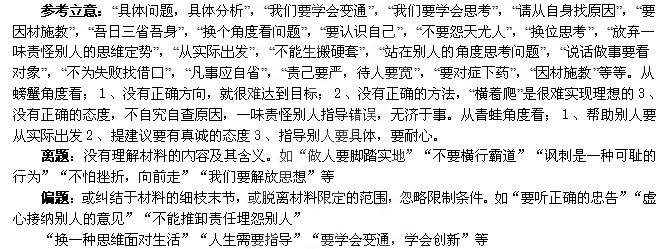 参考立意：“具体问题，具体分析”，“我们要学会变通”，“我们要学会思考”，“请从自身找原因”，“要
因材施教”，“吾日三省吾身”，“换个角度看问题”，“要认识自己”，“不要怨天尤人”，“换位思考”，“放弃一
味责怪别人的思维定势”，“从实际出发”，“不能生搬硬套”，“站在别人的角度思考问题”，“说话做事要看
对象”，“不为失败找借口”，“凡事应自省”，“责己要严，待人要宽”，“要对症下药”，“因材施教”等等。从
螃蟹角度看；1、没有正确方向，就很难达到目标；2、没有正确的方法，“横着爬”是很难实现理想的3、
没有正确的态度，不自究自查原因，一味责怪别人指导错误，无济于事。从青蛙角度看；1、帮助别人要
从实际出发2、提建议要有真诚的态度3、指导别人要具体，要耐心。
离题：没有理解材料的内容及其含义。如“做人要脚踏实地”“不要横行霸道”“讽刺是一种可耻的
行为”“不怕挫折，向前走”“我们要解放思想”等
偏题：或纠结于材料的细枝末节，或脱离材料限定的范围，忽略限制条件。如“要听正确的忠告”“虚
心接纳别人的意见”“不能推卸责任埋怨别人”
“换一种思维面对生活”“人生需要指导”“要学会变通，学会创新”等